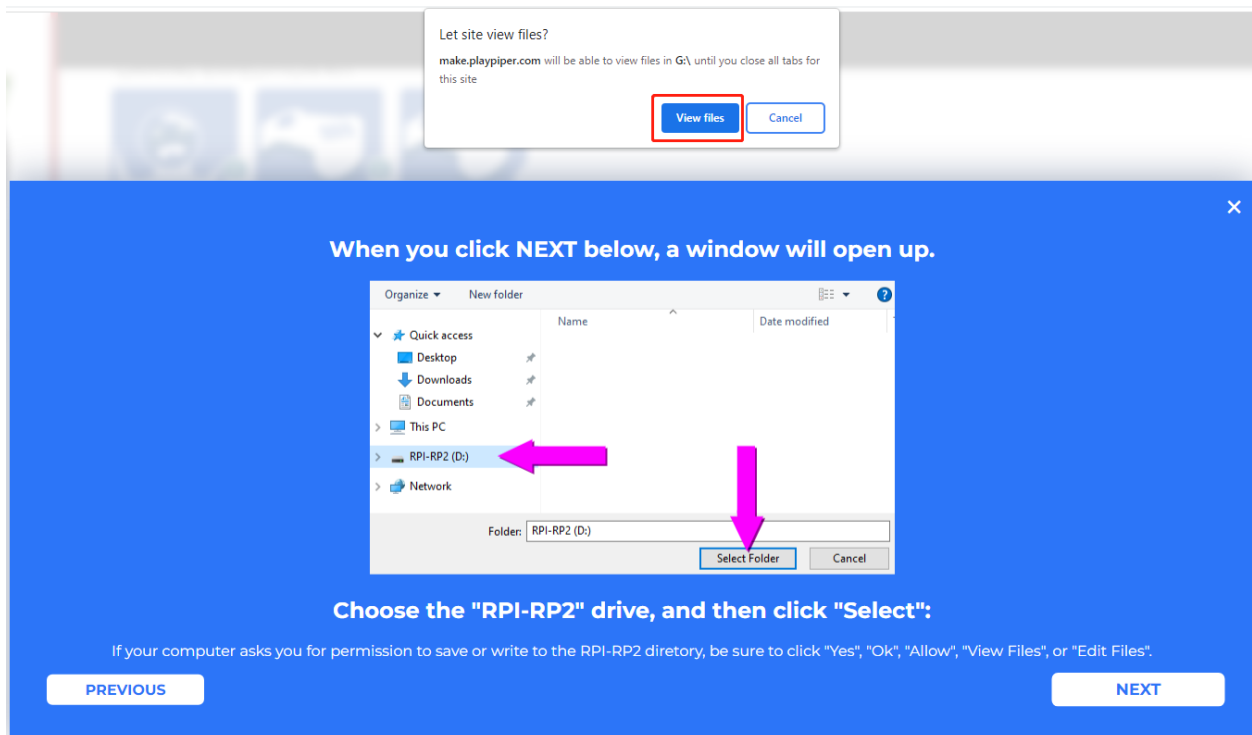 Let site view files?
make.playpiper.com will be able to view files in G:\ until you close all tabs for
this site
View files
Cancel
When you click NEXT below, a window will open up.
Organize
New folder
?
Name
Date modified
Quick access
Desktop
Downloads
Documents
This PC
RPI-RP2 (D:)
Network
Folder:
RPI-RP2 (D:)
Select Folder
Cancel
Choose the "RPI-RP2" drive, and then click "Select":
If your computer asks you for permission to save or write to the RPI-RP2 diretory, be sure to click "Yes", "Ok", "Allow", "View Files", or "Edit Files".
PREVIOUS
NEXT